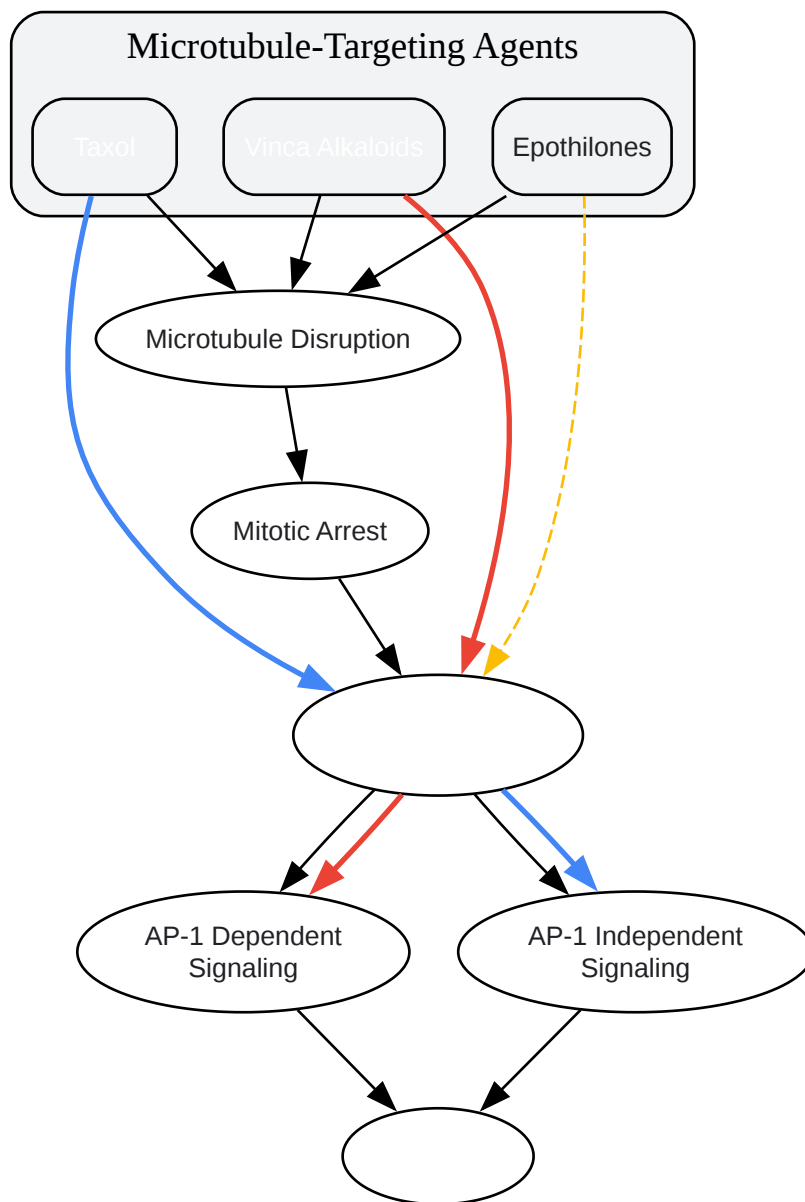 Microtubule-Targeting Agents
Taxol
Vinca Alkaloids
Epothilones
Microtubule Disruption
Mitotic Arrest
AP-1 Dependent
Signaling
AP-1 Independent
Signaling